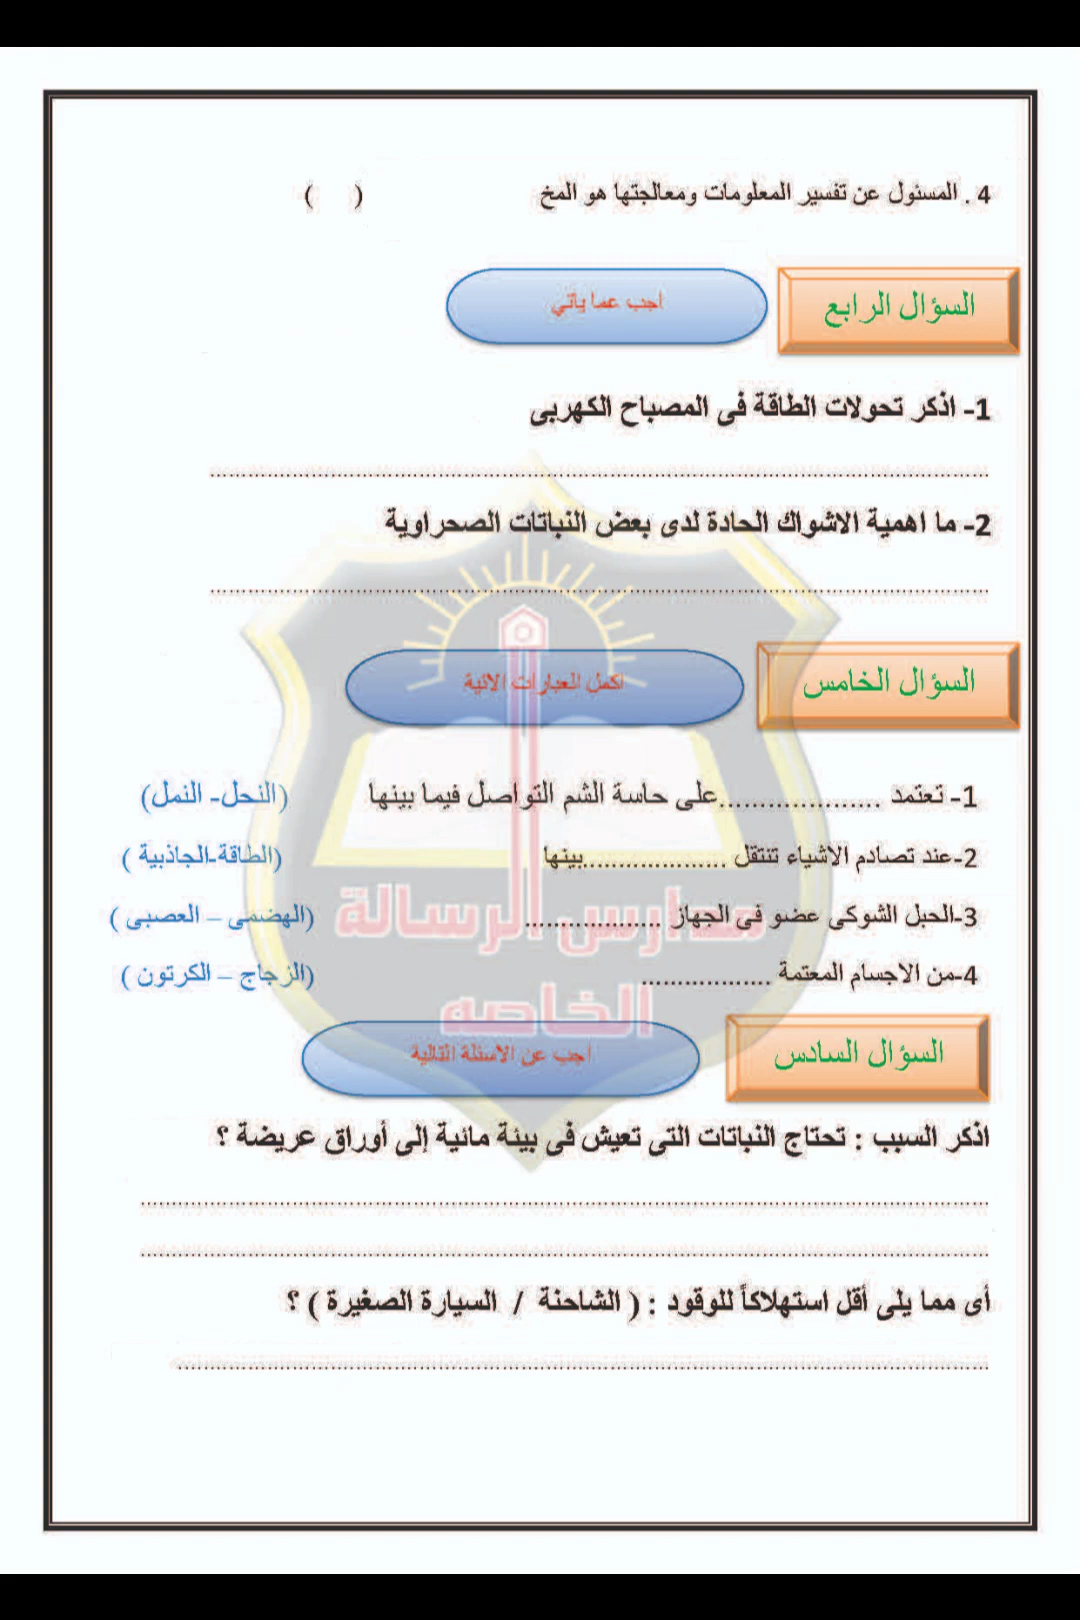 4 . المسئول عن تفسير المعلومات ومعالجتها هو المخ ( )
السؤال الرابع
اجب عما يأتي
1- اذكر تحولات الطاقة فى المصباح الكهربى
................................................................
2- ما اهمية الاشواك الحادة لدى بعض النباتات الصحراوية
................................................................
السؤال الخامس
اكمل العبارات الاتية
1- تعتمد ....................على حاسة الشم التواصل فيما بينها (النحل- النمل)
2-عند تصادم الاشياء تنتقل ....................بينها (الطاقة-الجاذبية )
3-الحبل الشوكى عضو فى الجهاز .................. (الهضمى – العصبى )
4-من الاجسام المعتمة .................. (الزجاج – الكرتون )
مدارس الرسالة
الخاصه
السؤال السادس
اجب عن الاسئلة التالية
اذكر السبب : تحتاج النباتات التى تعيش فى بيئة مائية إلى أوراق عريضة ؟
................................................................
................................................................
أى مما يلى أقل استهلاكاً للوقود : ( الشاحنة / السيارة الصغيرة ) ؟
................................................................